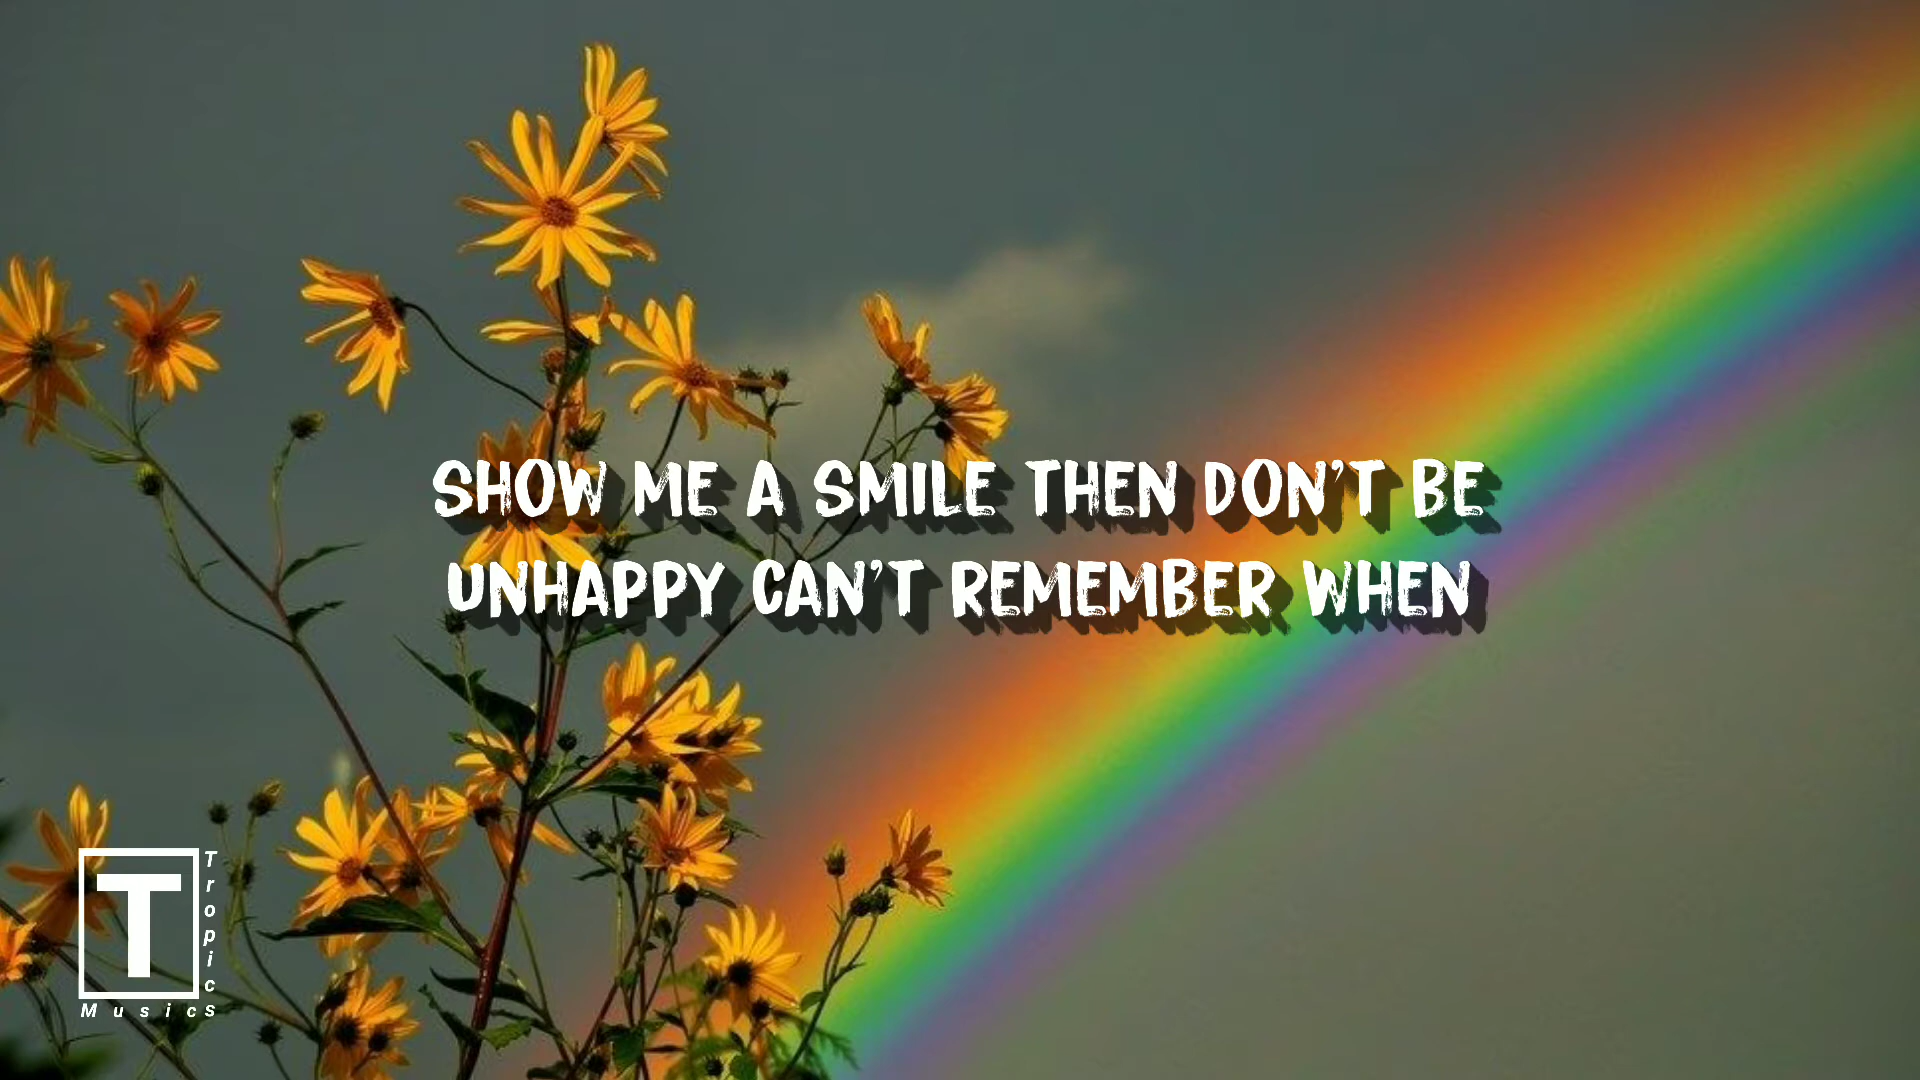 SHOW ME A SMILE THEN DON'T BE
UNHAPPY CAN'T REMEMBER WHEN
T
Tropics
Musics